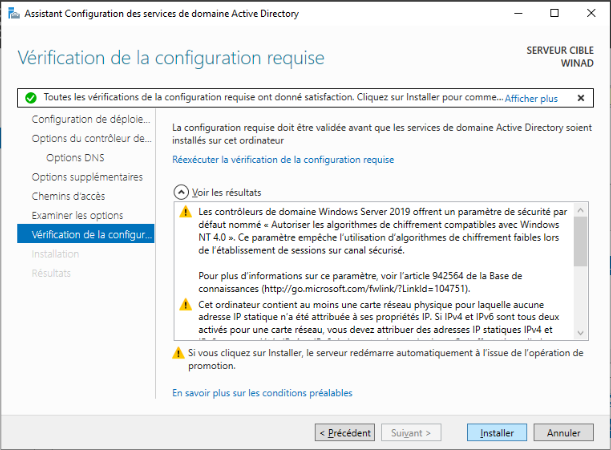 Assistant Configuration des services de domaine Active Directory
Vérification de la configuration requise
SERVEUR CIBLE
WINAD
Toutes les vérifications de la configuration requise ont donné satisfaction. Cliquez sur Installer pour comme...
Afficher plus
Configuration de déploie...
Options du contrôleur de...
Options DNS
Options supplémentaires
Chemins d'accès
Examiner les options
Vérification de la configur...
Installation
Résultats
La configuration requise doit être validée avant que les services de domaine Active Directory soient
installés sur cet ordinateur
Réexécuter la vérification de la configuration requise
Voir les résultats
Les contrôleurs de domaine Windows Server 2019 offrent un paramètre de sécurité par
défaut nommé « Autoriser les algorithmes de chiffrement compatibles avec Windows
NT 4.0 ». Ce paramètre empêche l'utilisation d'algorithmes de chiffrement faibles lors
de l'établissement de sessions sur canal sécurisé.
Pour plus d'informations sur ce paramètre, voir l'article 942564 de la Base de
connaissances (http://go.microsoft.com/fwlink/?LinkId=104751).
Cet ordinateur contient au moins une carte réseau physique pour laquelle aucune
adresse IP statique n'a été attribuée à ses propriétés IP. Si IPv4 et IPv6 sont tous deux
activés pour une carte réseau, vous devez attribuer des adresses IP statiques IPv4 et
Si vous cliquez sur Installer, le serveur redémarre automatiquement à l'issue de l'opération de
promotion.
En savoir plus sur les conditions préalables
< Précédent
Suivant >
Installer
Annuler